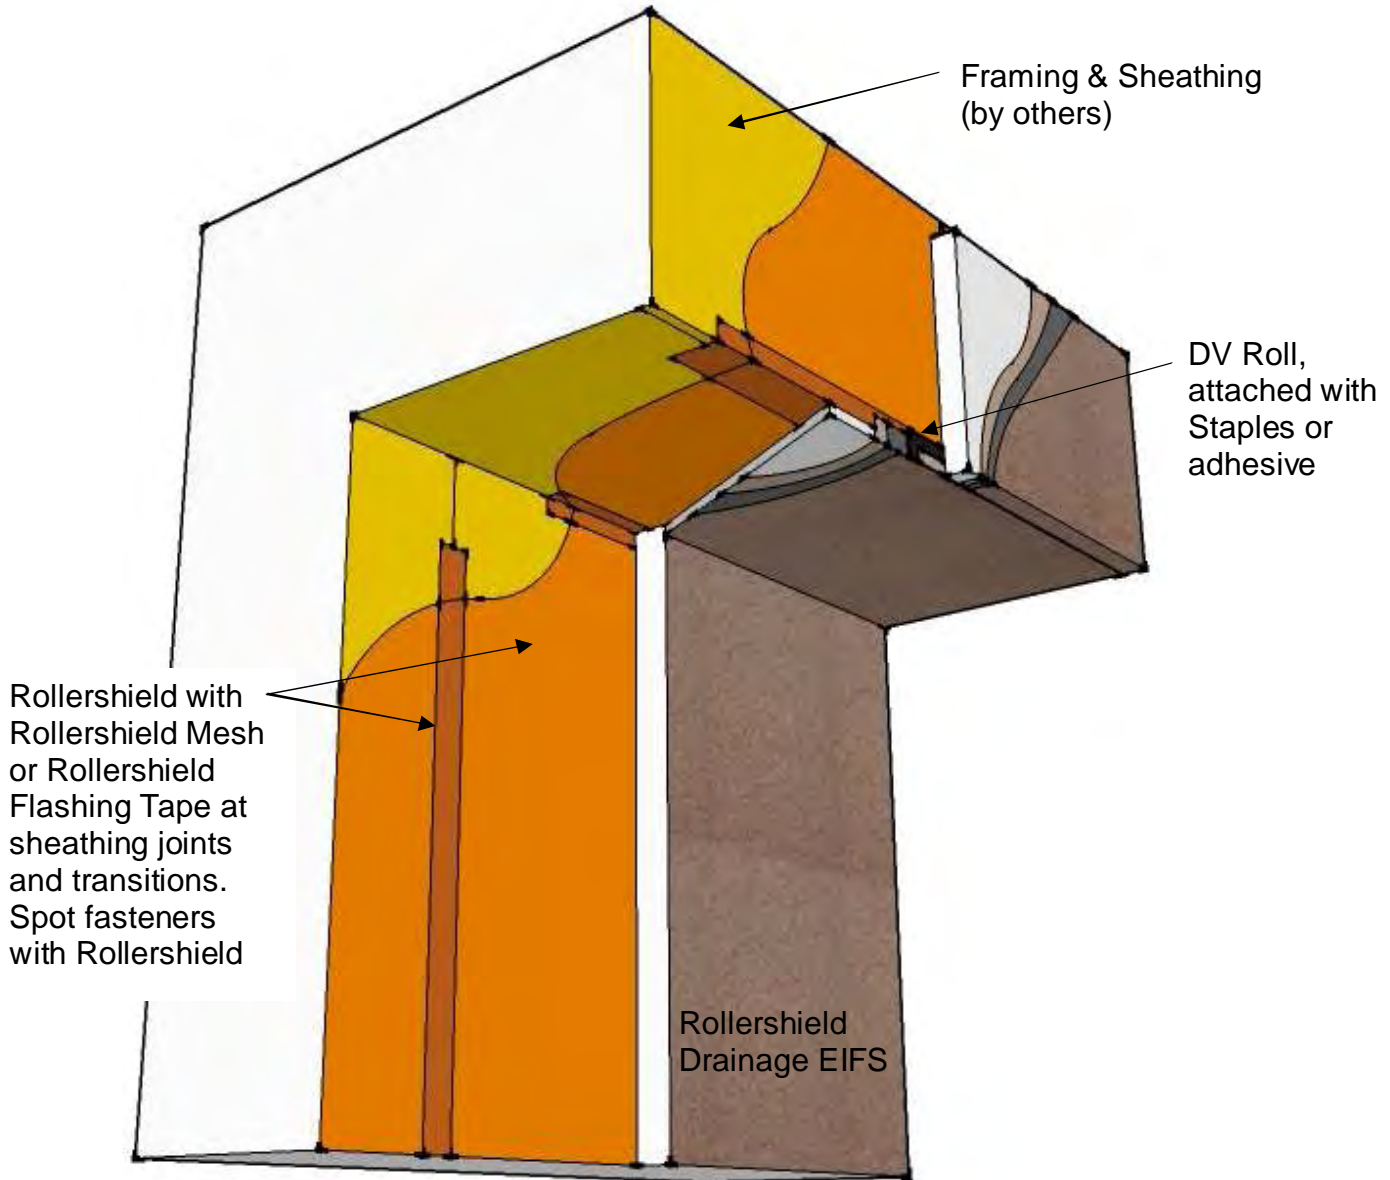 Framing & Sheathing
(by others)
DV Roll,
attached with
Staples or
adhesive
Rollershield with
Rollershield Mesh
or Rollershield
Flashing Tape at
sheathing joints
and transitions.
Spot fasteners
with Rollershield
Rollershield
Drainage EIFS